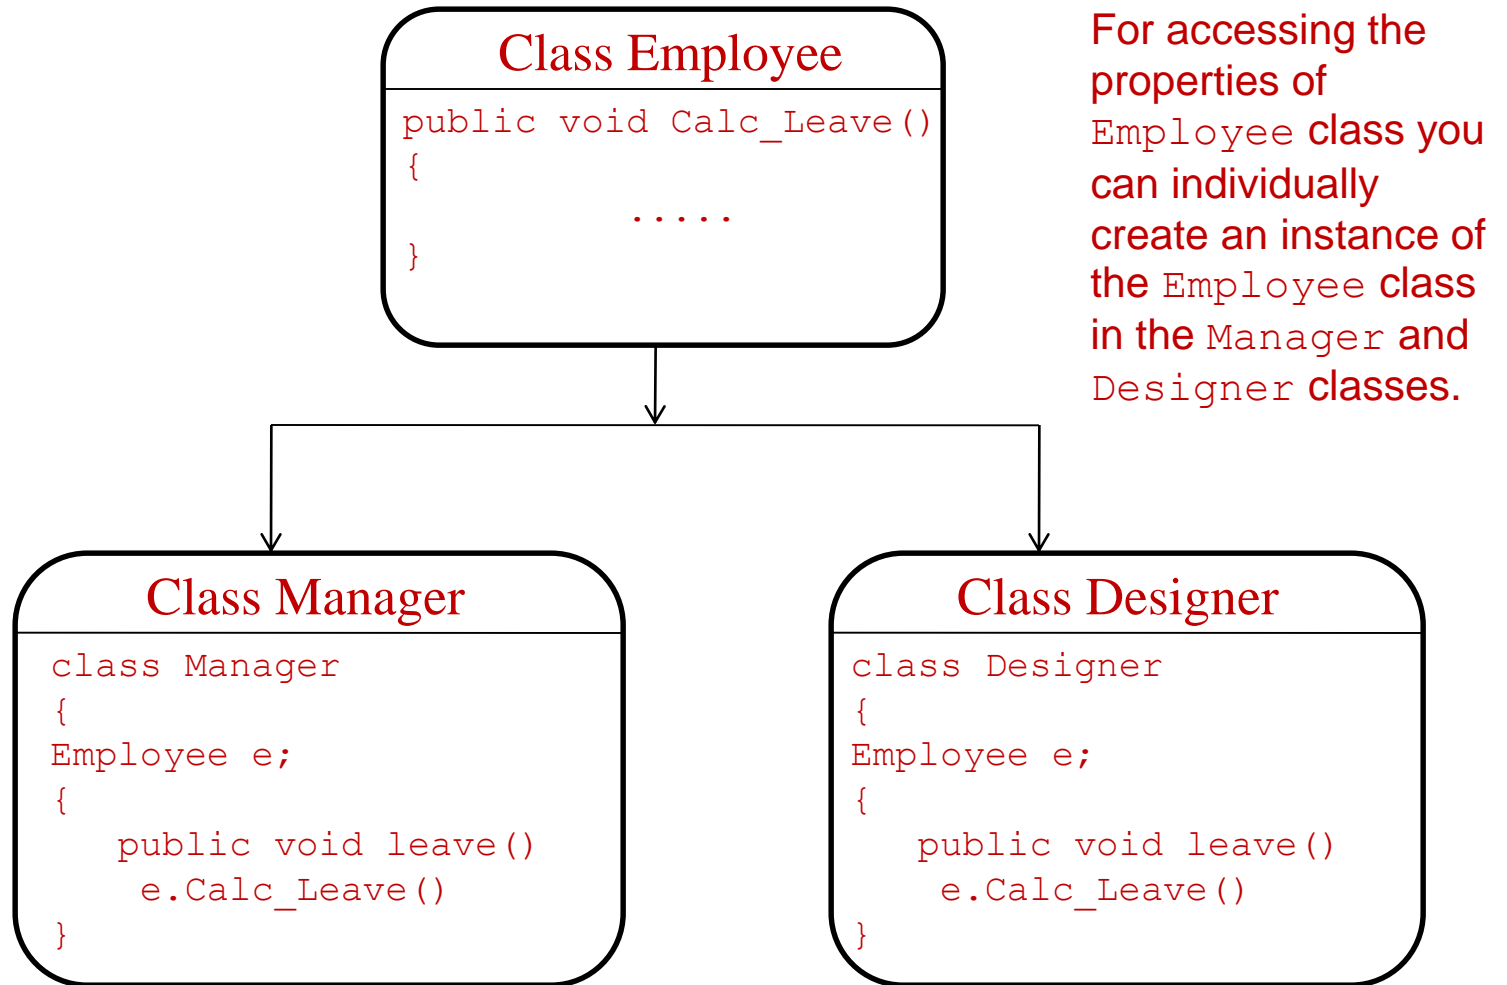 Class Employee
public void Calc_Leave()
{
.....
}
For accessing the
properties of
Employee class you
can individually
create an instance of
the Employee class
in the Manager and
Designer classes.
Class Manager
class Manager
{
Employee e;
{
public void leave()
e.Calc_Leave()
}
Class Designer
class Designer
{
Employee e;
{
public void leave()
e.Calc_Leave()
}